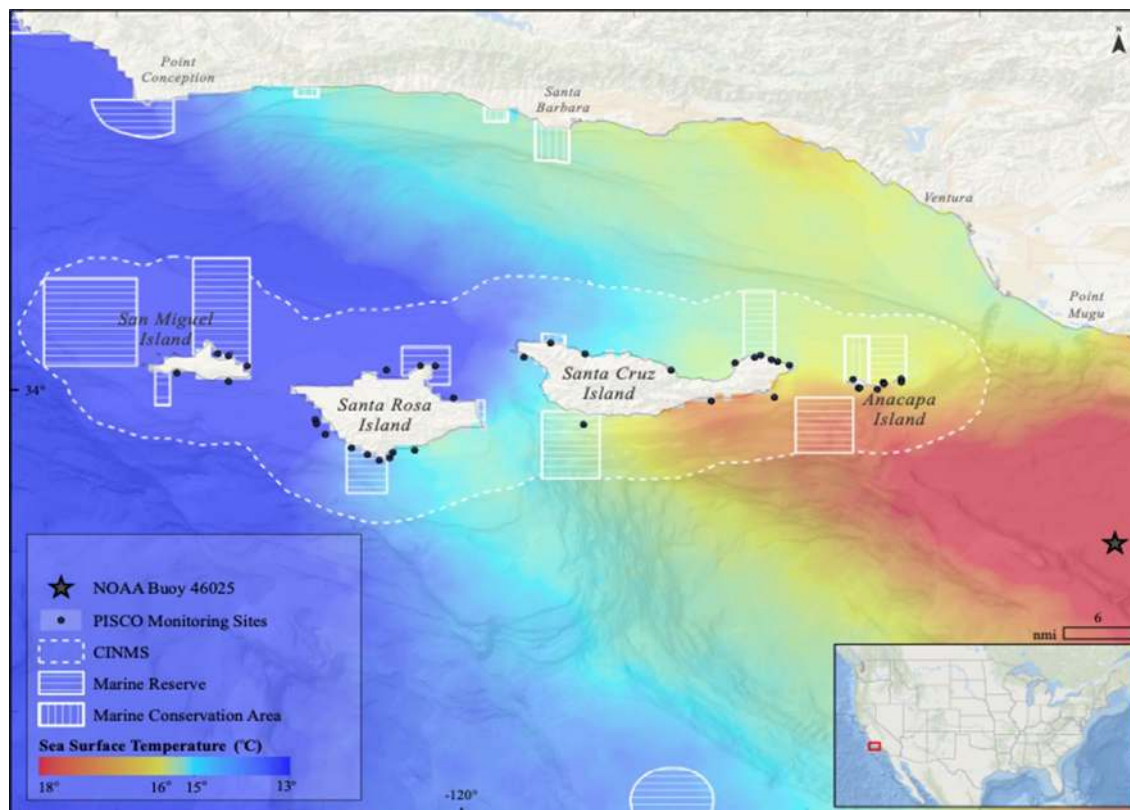 N
Point
Conception
Santa
Barbara
Ventura
Point
Mugu
San Miguel
Island
34°
Santa Rosa
Island
Santa Cruz
Island
Anacapa
Island
6
nmi
NOAA Buoy 46025
PISCO Monitoring Sites
CINMS
Marine Reserve
Marine Conservation Area
Sea Surface Temperature (°C)
18° 16° 15° 13°
-120°